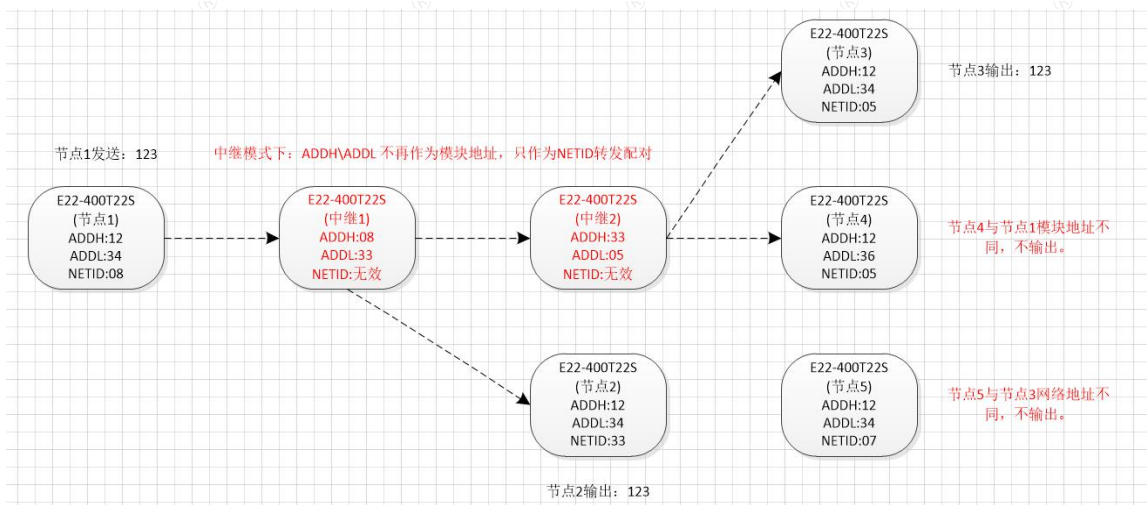 E22-400T22S
(节点3)
ADDH:12
ADDL:34
NETID:05
节点3输出：123
节点1发送：123
中继模式下：ADDH\ADDL 不再作为模块地址，只作为NETID转发配对
E22-400T22S
(节点1)
ADDH:12
ADDL:34
NETID:08
E22-400T22S
(中继1)
ADDH:08
ADDL:33
NETID:无效
E22-400T22S
(中继2)
ADDH:33
ADDL:05
NETID:无效
E22-400T22S
(节点4)
ADDH:12
ADDL:36
NETID:05
节点4与节点1模块地址不
同，不输出。
E22-400T22S
(节点2)
ADDH:12
ADDL:34
NETID:33
E22-400T22S
(节点5)
ADDH:12
ADDL:34
NETID:07
节点5与节点3网络地址不
同，不输出。
节点2输出：123